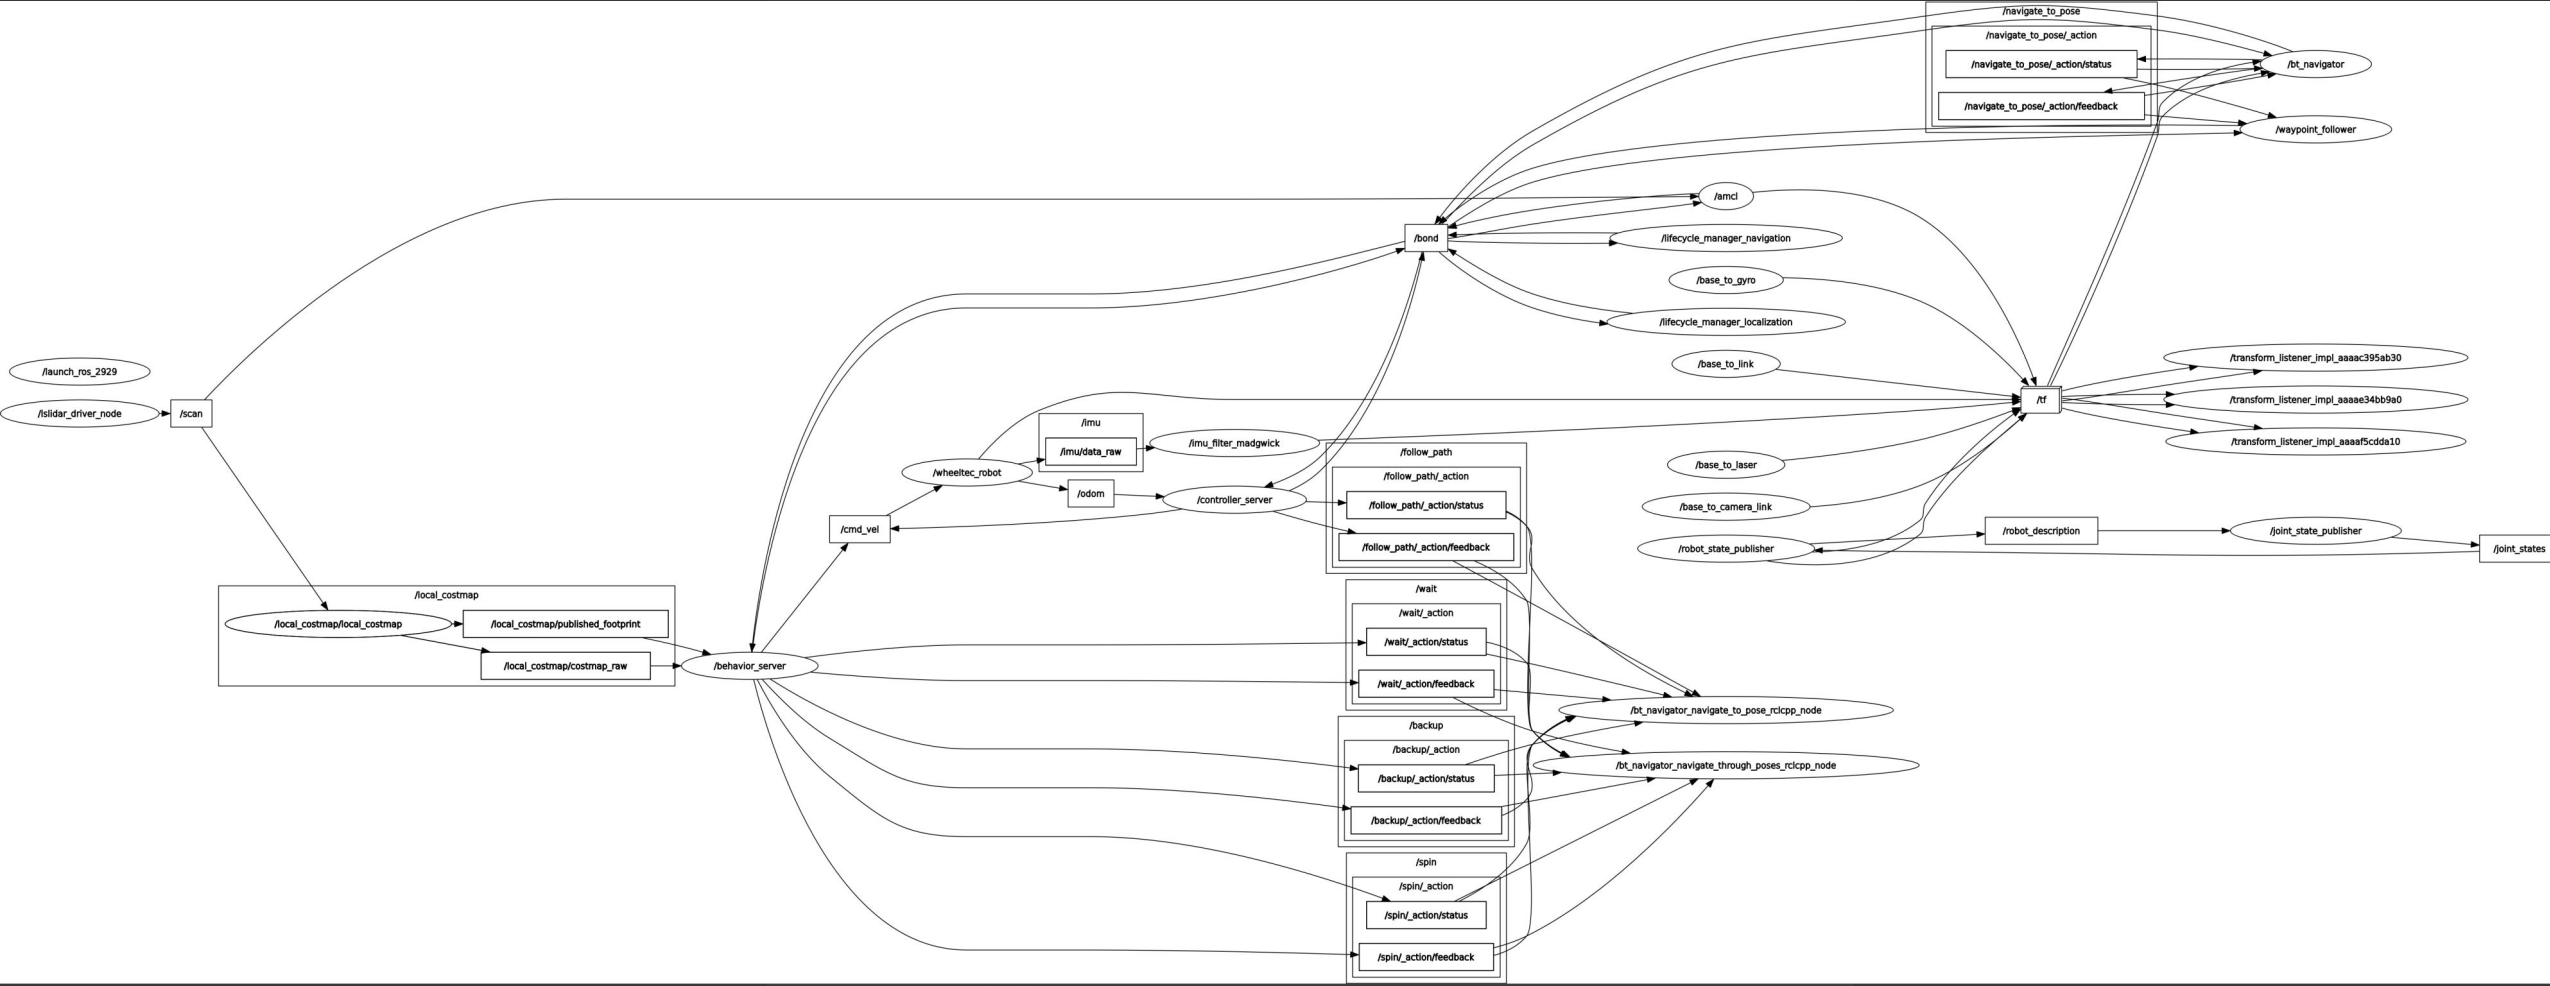 /navigate_to_pose
/navigate_to_pose/_action
/navigate_to_pose/_action/status
/bt_navigator
/navigate_to_pose/_action/feedback
/waypoint_follower
/amcl
/bond
/lifecycle_manager_navigation
/base_to_gyro
/lifecycle_manager_localization
/launch_ros_2929
/base_to_link
/transform_listener_impl_aaaac395ab30
/lslidar_driver_node
/scan
/tf
/transform_listener_impl_aaaae34bb9a0
/imu
/imu/data_raw
/imu_filter_madgwick
/transform_listener_impl_aaaaf5cdda10
/follow_path
/follow_path/_action
/wheeltec_robot
/base_to_laser
/odom
/controller_server
/follow_path/_action/status
/base_to_camera_link
/cmd_vel
/follow_path/_action/feedback
/robot_state_publisher
/robot_description
/joint_state_publisher
/joint_states
/local_costmap
/local_costmap/local_costmap
/local_costmap/published_footprint
/local_costmap/costmap_raw
/behavior_server
/wait
/wait/_action
/wait/_action/status
/wait/_action/feedback
/bt_navigator_navigate_to_pose_rclcpp_node
/backup
/backup/_action
/backup/_action/status
/bt_navigator_navigate_through_poses_rclcpp_node
/backup/_action/feedback
/spin
/spin/_action
/spin/_action/status
/spin/_action/feedback